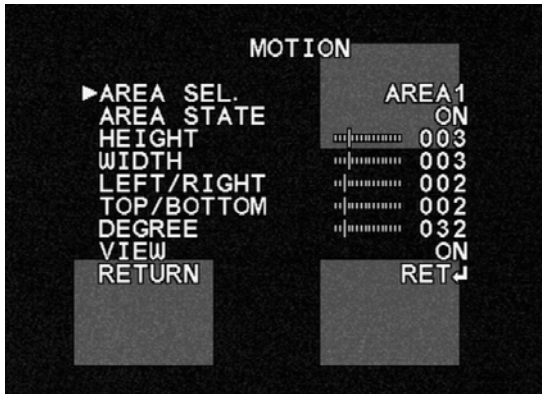 MOTION
►AREA SEL. AREA1
AREA STATE ON
HEIGHT 003
WIDTH 003
LEFT/RIGHT 002
TOP/BOTTOM 002
DEGREE 032
VIEW ON
RETURN RET↵